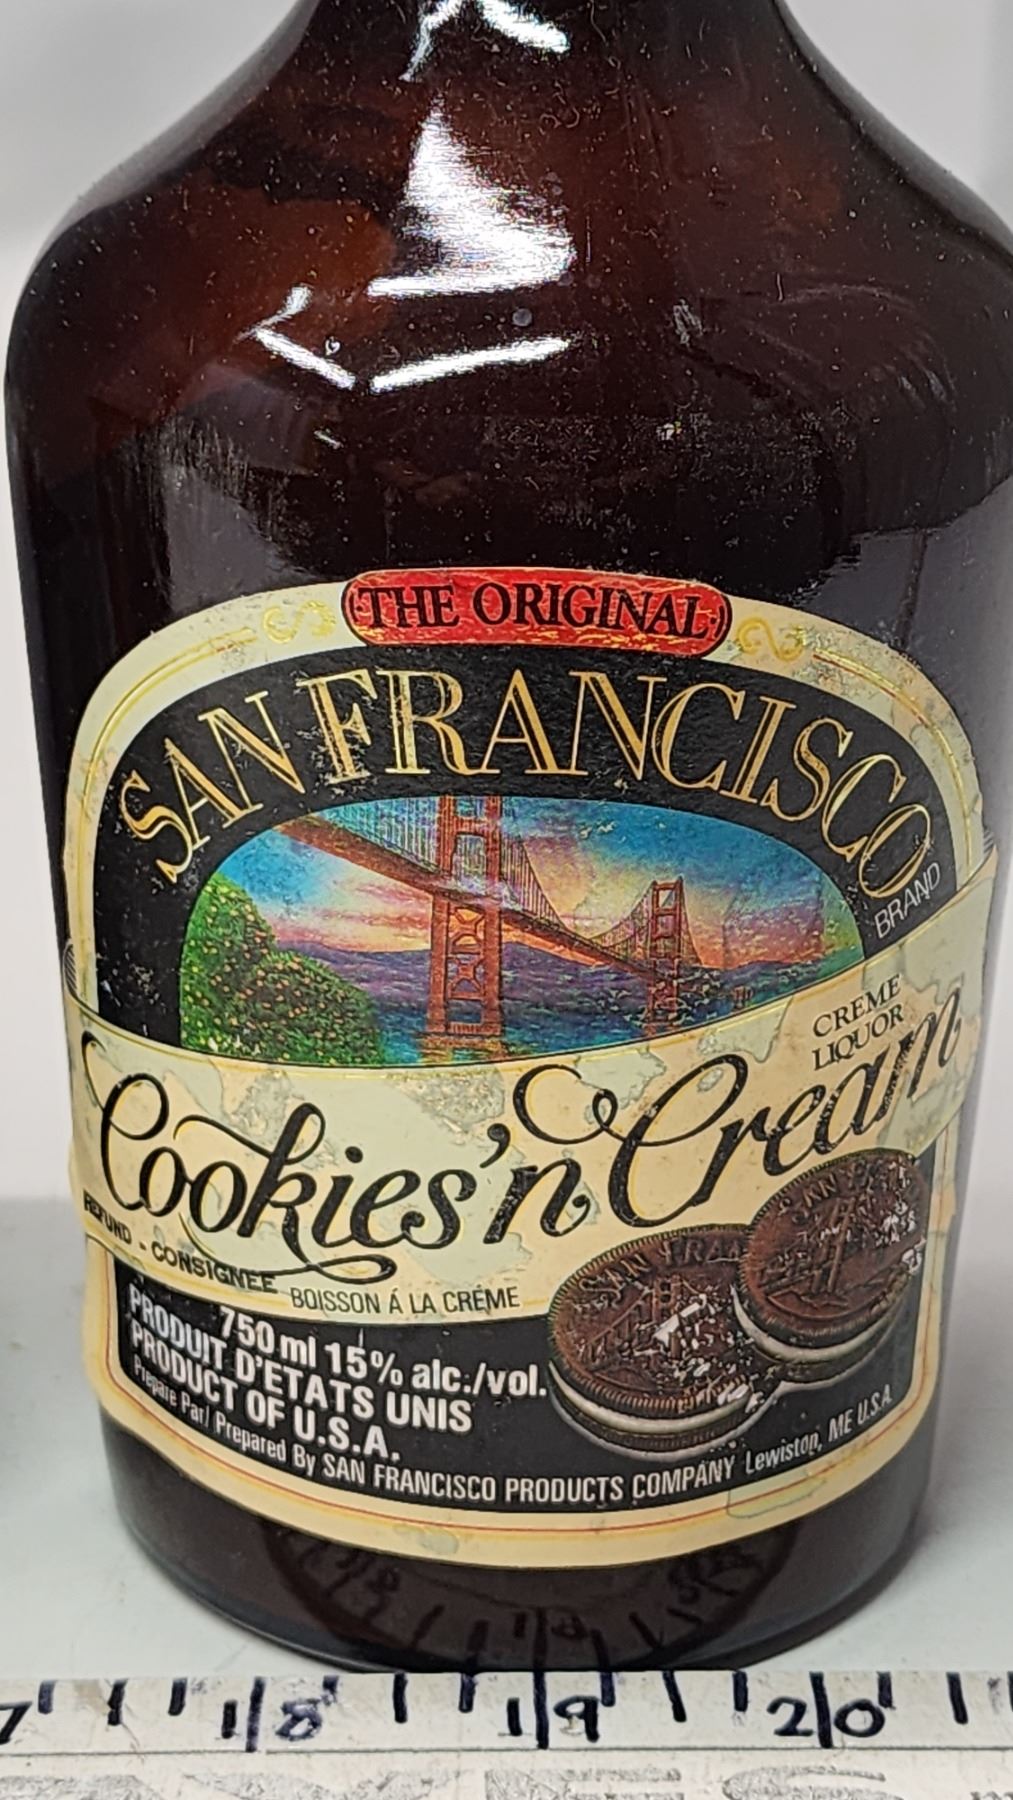 THE ORIGINAL
SAN FRANCISCO
BRAND
CREME
LIQUOR
Cookies 'n Cream
REFUND - CONSIGNEE
BOISSON Á LA CRÉME
750 ml 15% alc./vol.
PRODUIT D'ETATS UNIS
PRODUCT OF U.S.A.
Prepare Par/ Prepared By SAN FRANCISCO PRODUCTS COMPANY Lewiston, ME U.S.A.
SAN FRA
7 18 19 20